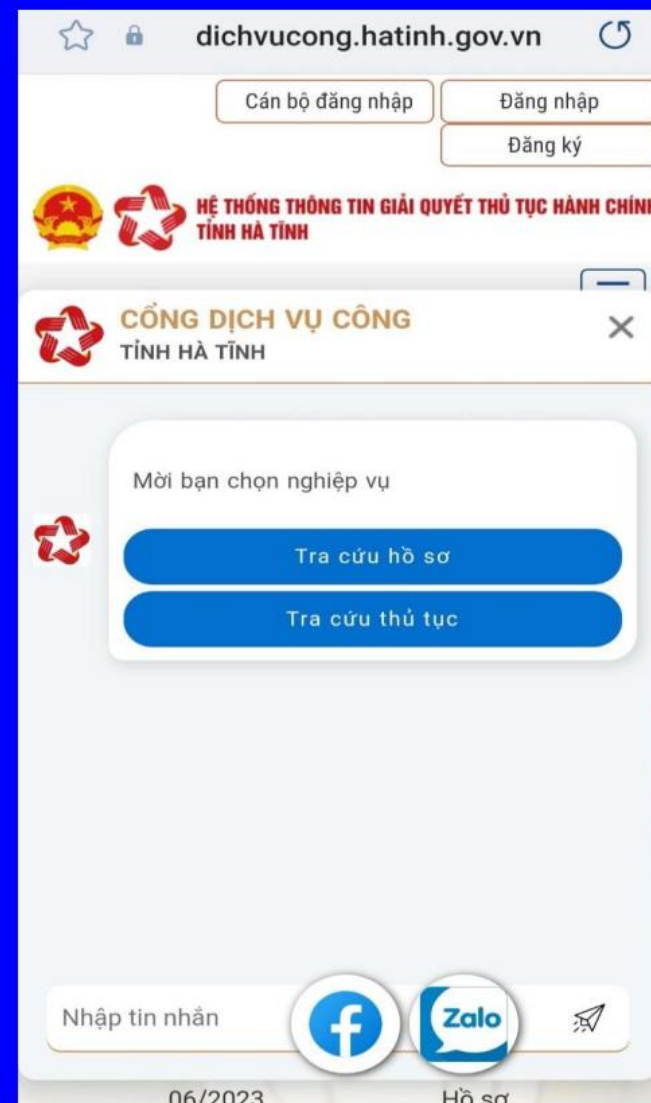 dichvucong.hatinh.gov.vn
Cán bộ đăng nhập
Đăng nhập
Đăng ký
HỆ THỐNG THÔNG TIN GIẢI QUYẾT THỦ TỤC HÀNH CHÍNH
TỈNH HÀ TĨNH
CỔNG DỊCH VỤ CÔNG
TỈNH HÀ TĨNH
Mời bạn chọn nghiệp vụ
Tra cứu hồ sơ
Tra cứu thủ tục
Nhập tin nhắn
Zalo
06/2023
Hồ sơ